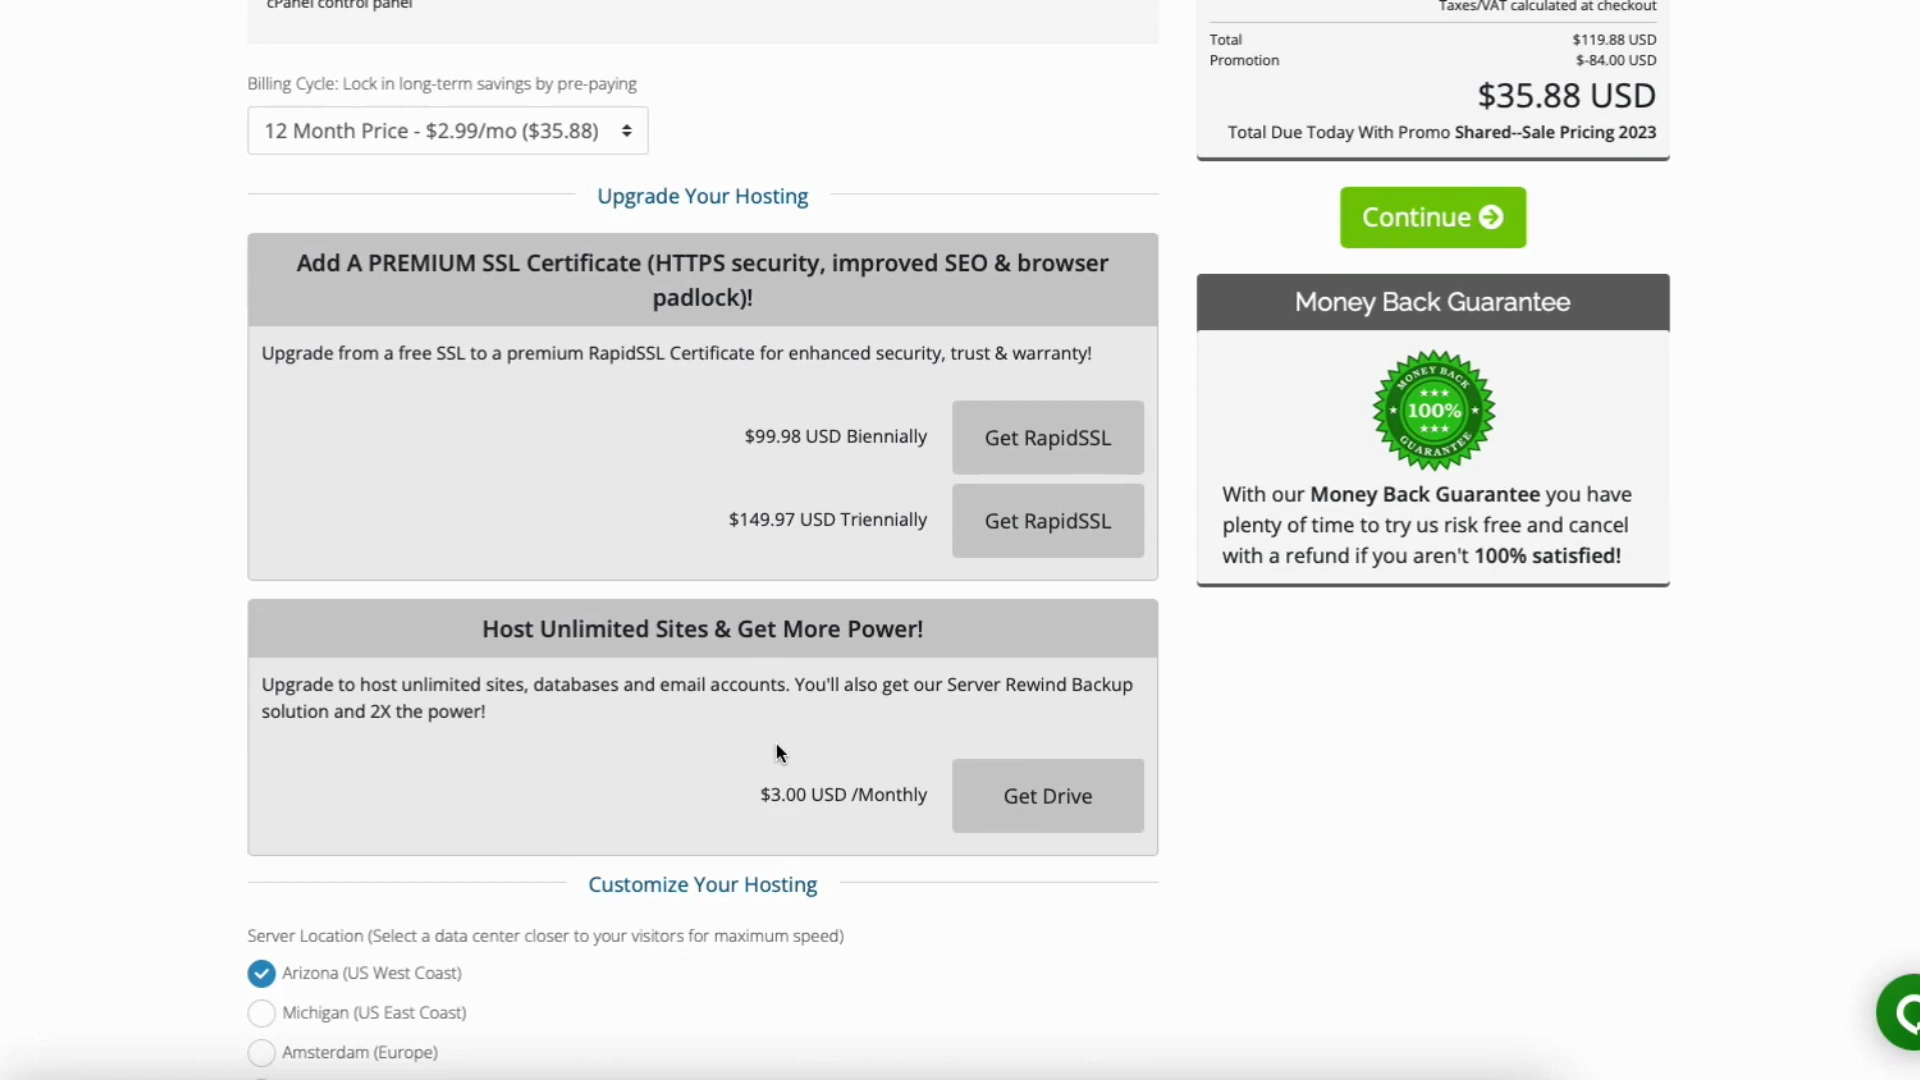 cPanel control panel
Billing Cycle: Lock in long-term savings by pre-paying
12 Month Price - $2.99/mo ($35.88)
Upgrade Your Hosting
Add A PREMIUM SSL Certificate (HTTPS security, improved SEO & browser
padlock)!
Upgrade from a free SSL to a premium RapidSSL Certificate for enhanced security, trust & warranty!
$99.98 USD Biennially
Get RapidSSL
$149.97 USD Triennially
Get RapidSSL
Host Unlimited Sites & Get More Power!
Upgrade to host unlimited sites, databases and email accounts. You'll also get our Server Rewind Backup
solution and 2X the power!
$3.00 USD /Monthly
Get Drive
Customize Your Hosting
Server Location (Select a data center closer to your visitors for maximum speed)
Arizona (US West Coast)
Michigan (US East Coast)
Amsterdam (Europe)
Taxes/VAT calculated at checkout
Total $119.88 USD
Promotion $-84.00 USD
$35.88 USD
Total Due Today With Promo Shared--Sale Pricing 2023
Continue
Money Back Guarantee
MONEY BACK
100%
GUARANTEE
With our Money Back Guarantee you have
plenty of time to try us risk free and cancel
with a refund if you aren't 100% satisfied!